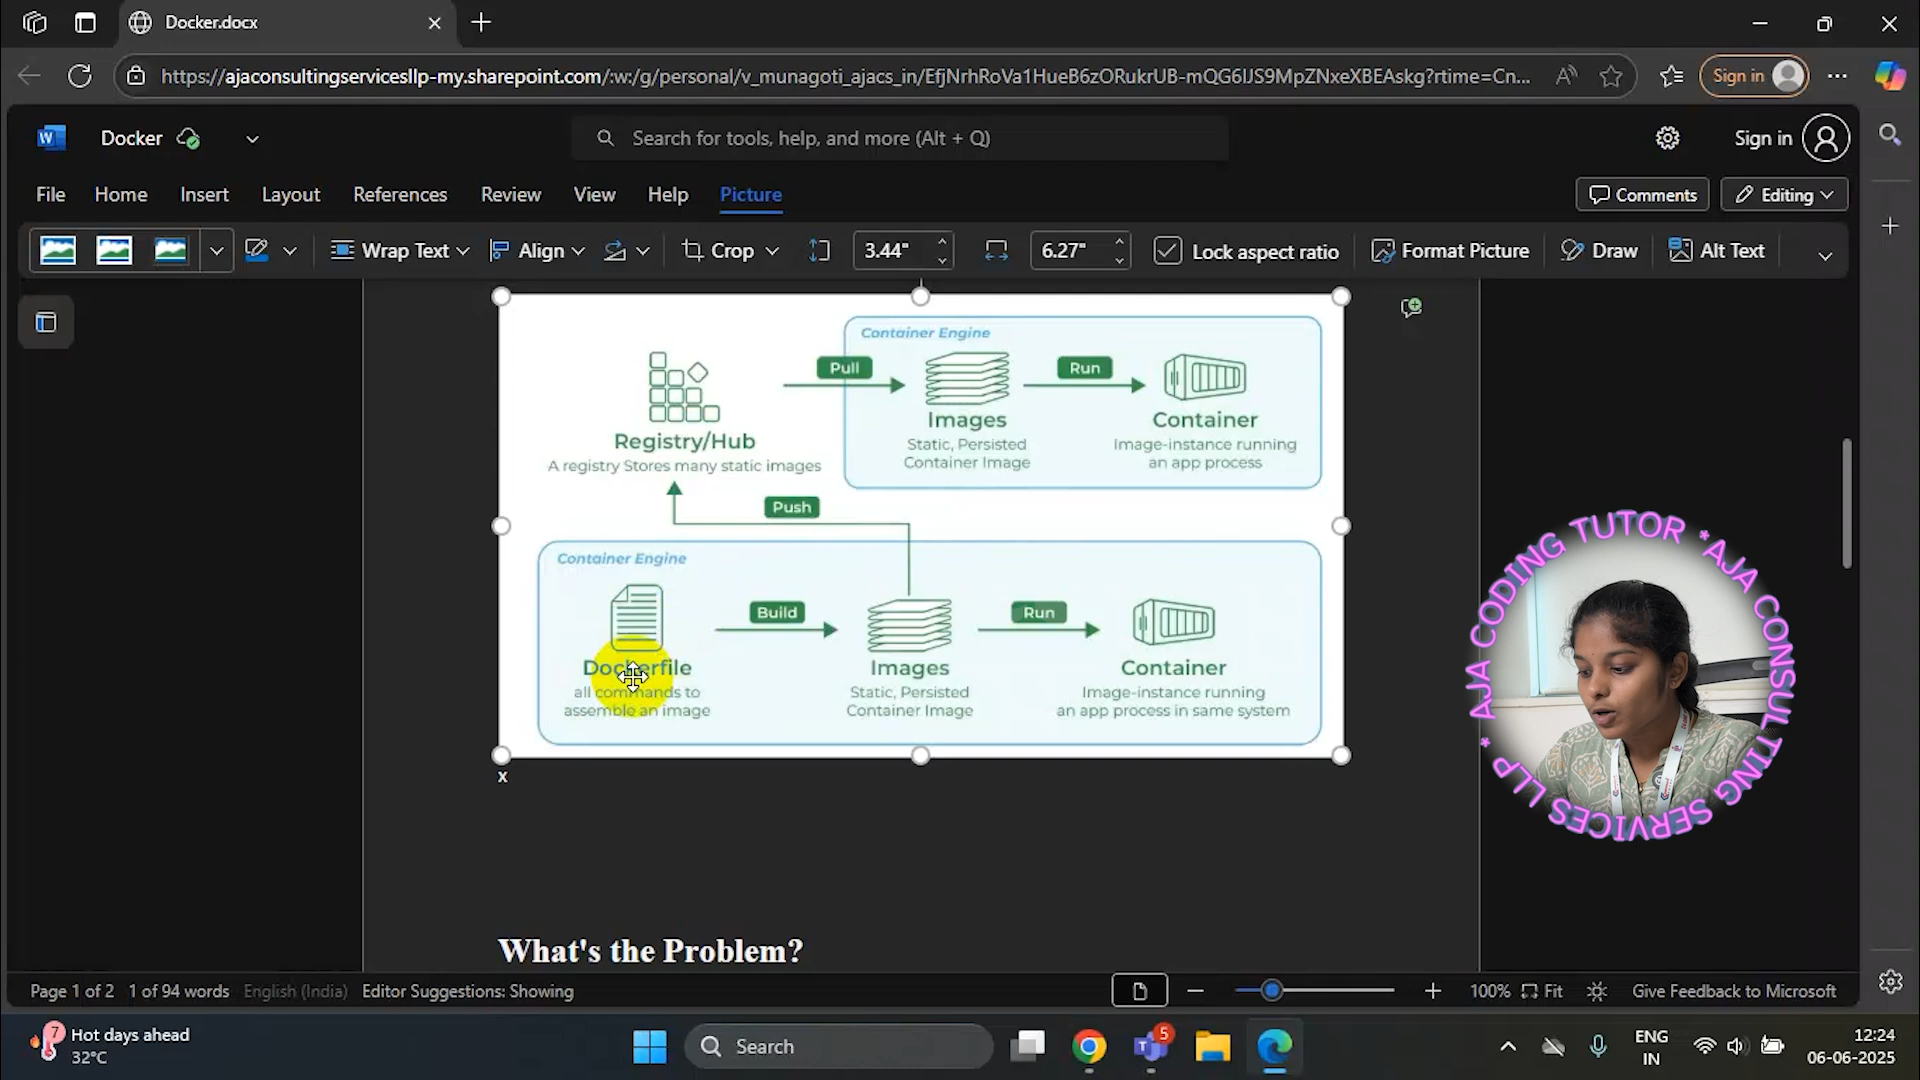 Docker.docx
https://ajaconsultingservicesllp-my.sharepoint.com/:w:/g/personal/v_munagoti_ajacs_in/EfjNrhRoVa1HueB6zORukrUB-mQG6IJS9MpZNxeXBEAskg?rtime=Cn...
Sign in
Docker
Search for tools, help, and more (Alt + Q)
Sign in
File Home Insert Layout References Review View Help Picture
Comments Editing
Wrap Text Align Crop 3.44" 6.27" Lock aspect ratio Format Picture Draw Alt Text
Container Engine
Pull
Run
Images
Static, Persisted
Container Image
Container
Image-instance running
an app process
Registry/Hub
A registry Stores many static images
Push
Container Engine
Build
Run
Dockerfile
all commands to
assemble an image
Images
Static, Persisted
Container Image
Container
Image-instance running
an app process in same system
x
AJA CODING TUTOR * AJA CONSULTING SERVICES LLP *
What's the Problem?
Page 1 of 2 1 of 94 words English (India) Editor Suggestions: Showing
100% Fit Give Feedback to Microsoft
7
Hot days ahead
32°C
Search
5
ENG
IN
12:24
06-06-2025